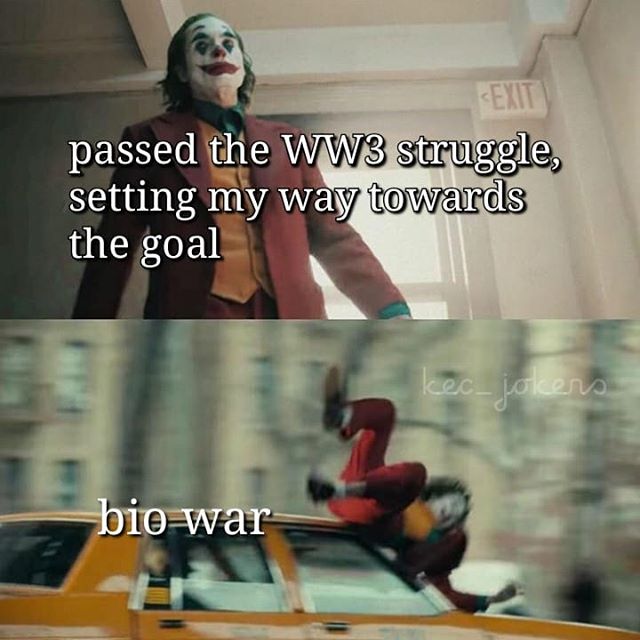 EXIT
passed the WW3 struggle,
setting my way towards
the goal
kec_jokers
bio war